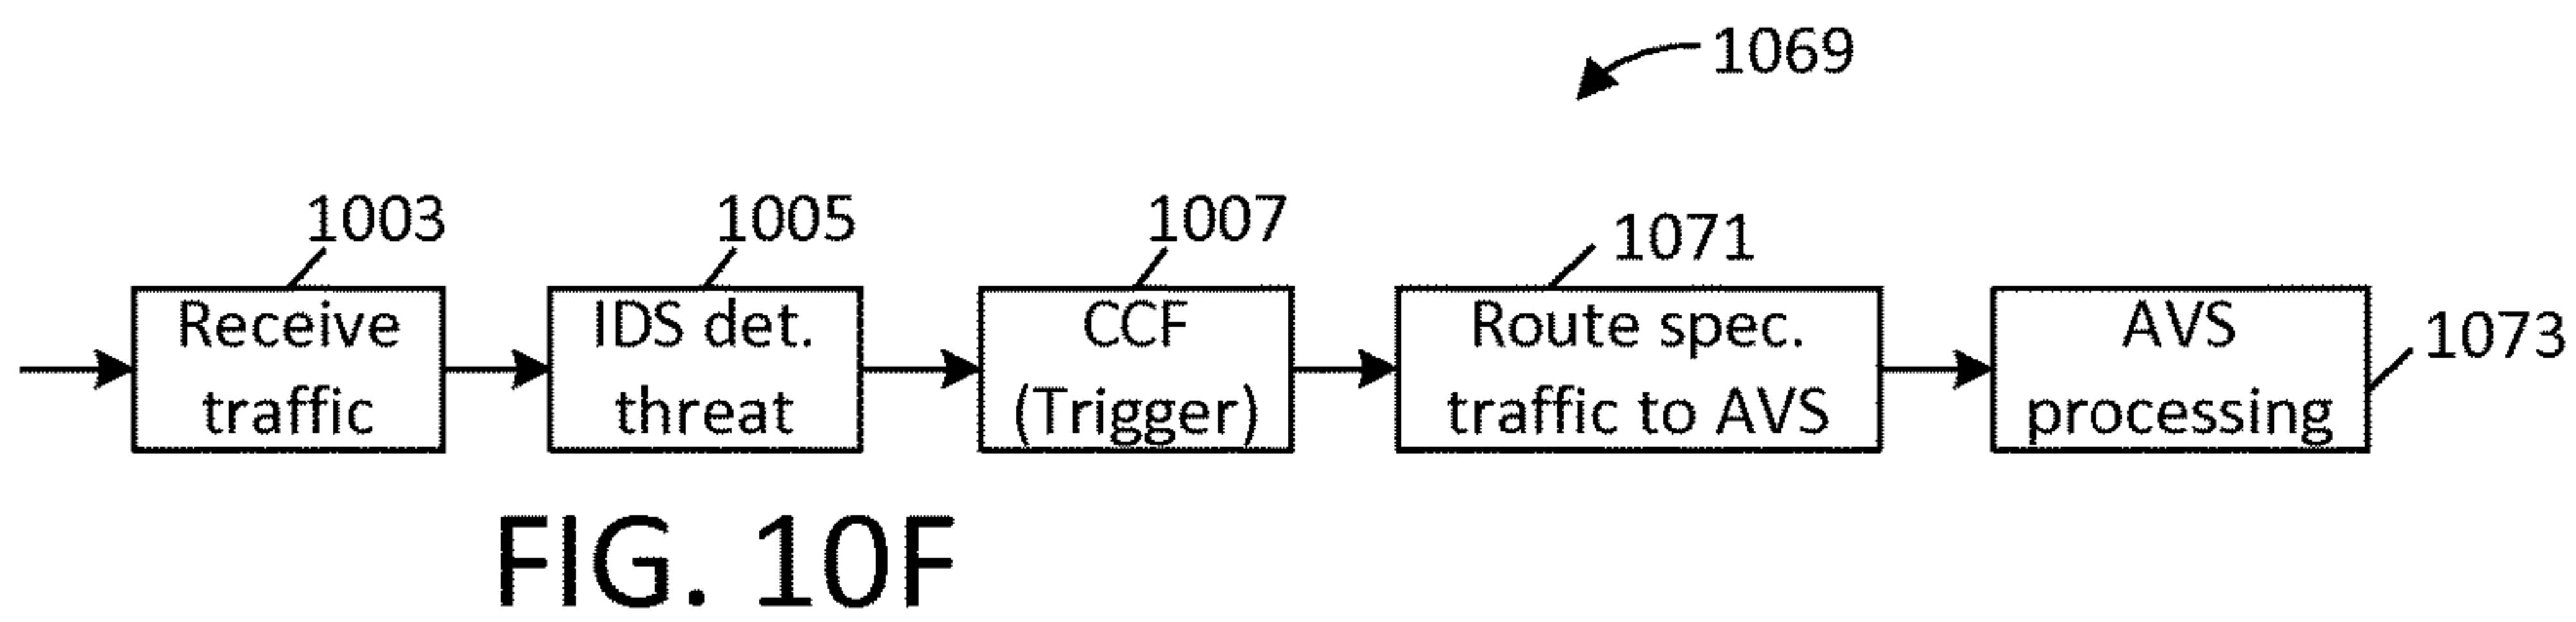 1069
1003
Receive
traffic
1005
IDS det.
threat
1007
CCF
(Trigger)
1071
Route spec.
traffic to AVS
AVS
processing
1073
FIG. 10F